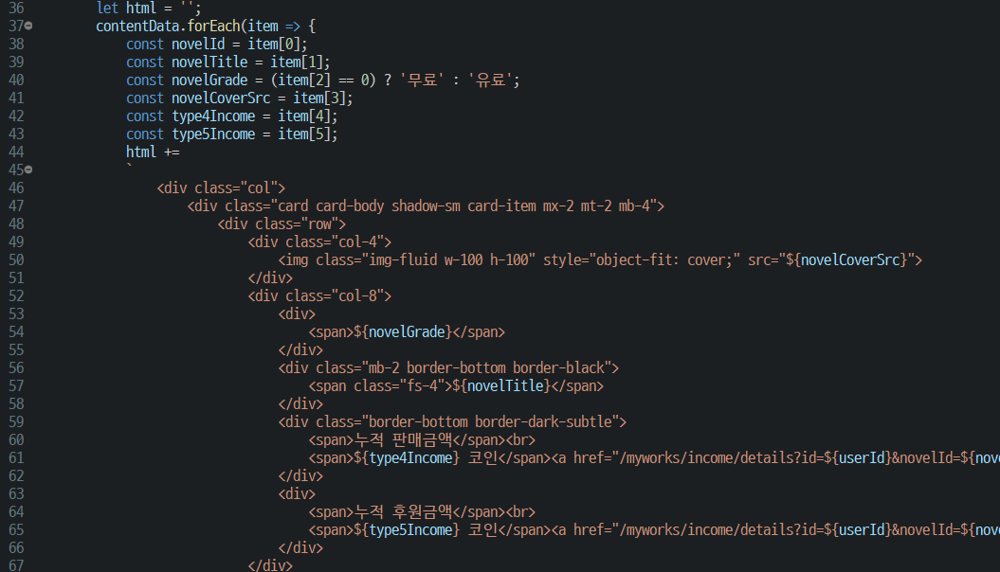 36 let html = '';
37 contentData.forEach(item => {
38 const novelId = item[0];
39 const novelTitle = item[1];
40 const novelGrade = (item[2] == 0) ? '무료' : '유료';
41 const novelCoverSrc = item[3];
42 const type4Income = item[4];
43 const type5Income = item[5];
44 html +=
45 `
46 <div class="col">
47 <div class="card card-body shadow-sm card-item mx-2 mt-2 mb-4">
48 <div class="row">
49 <div class="col-4">
50 <img class="img-fluid w-100 h-100" style="object-fit: cover;" src="${novelCoverSrc}">
51 </div>
52 <div class="col-8">
53 <div>
54 <span>${novelGrade}</span>
55 </div>
56 <div class="mb-2 border-bottom border-black">
57 <span class="fs-4">${novelTitle}</span>
58 </div>
59 <div class="border-bottom border-dark-subtle">
60 <span>누적 판매금액</span><br>
61 <span>${type4Income} 코인</span><a href="/myworks/income/details?id=${userId}&novelId=${nove
62 </div>
63 <div>
64 <span>누적 후원금액</span><br>
65 <span>${type5Income} 코인</span><a href="/myworks/income/details?id=${userId}&novelId=${nove
66 </div>
67 </div>